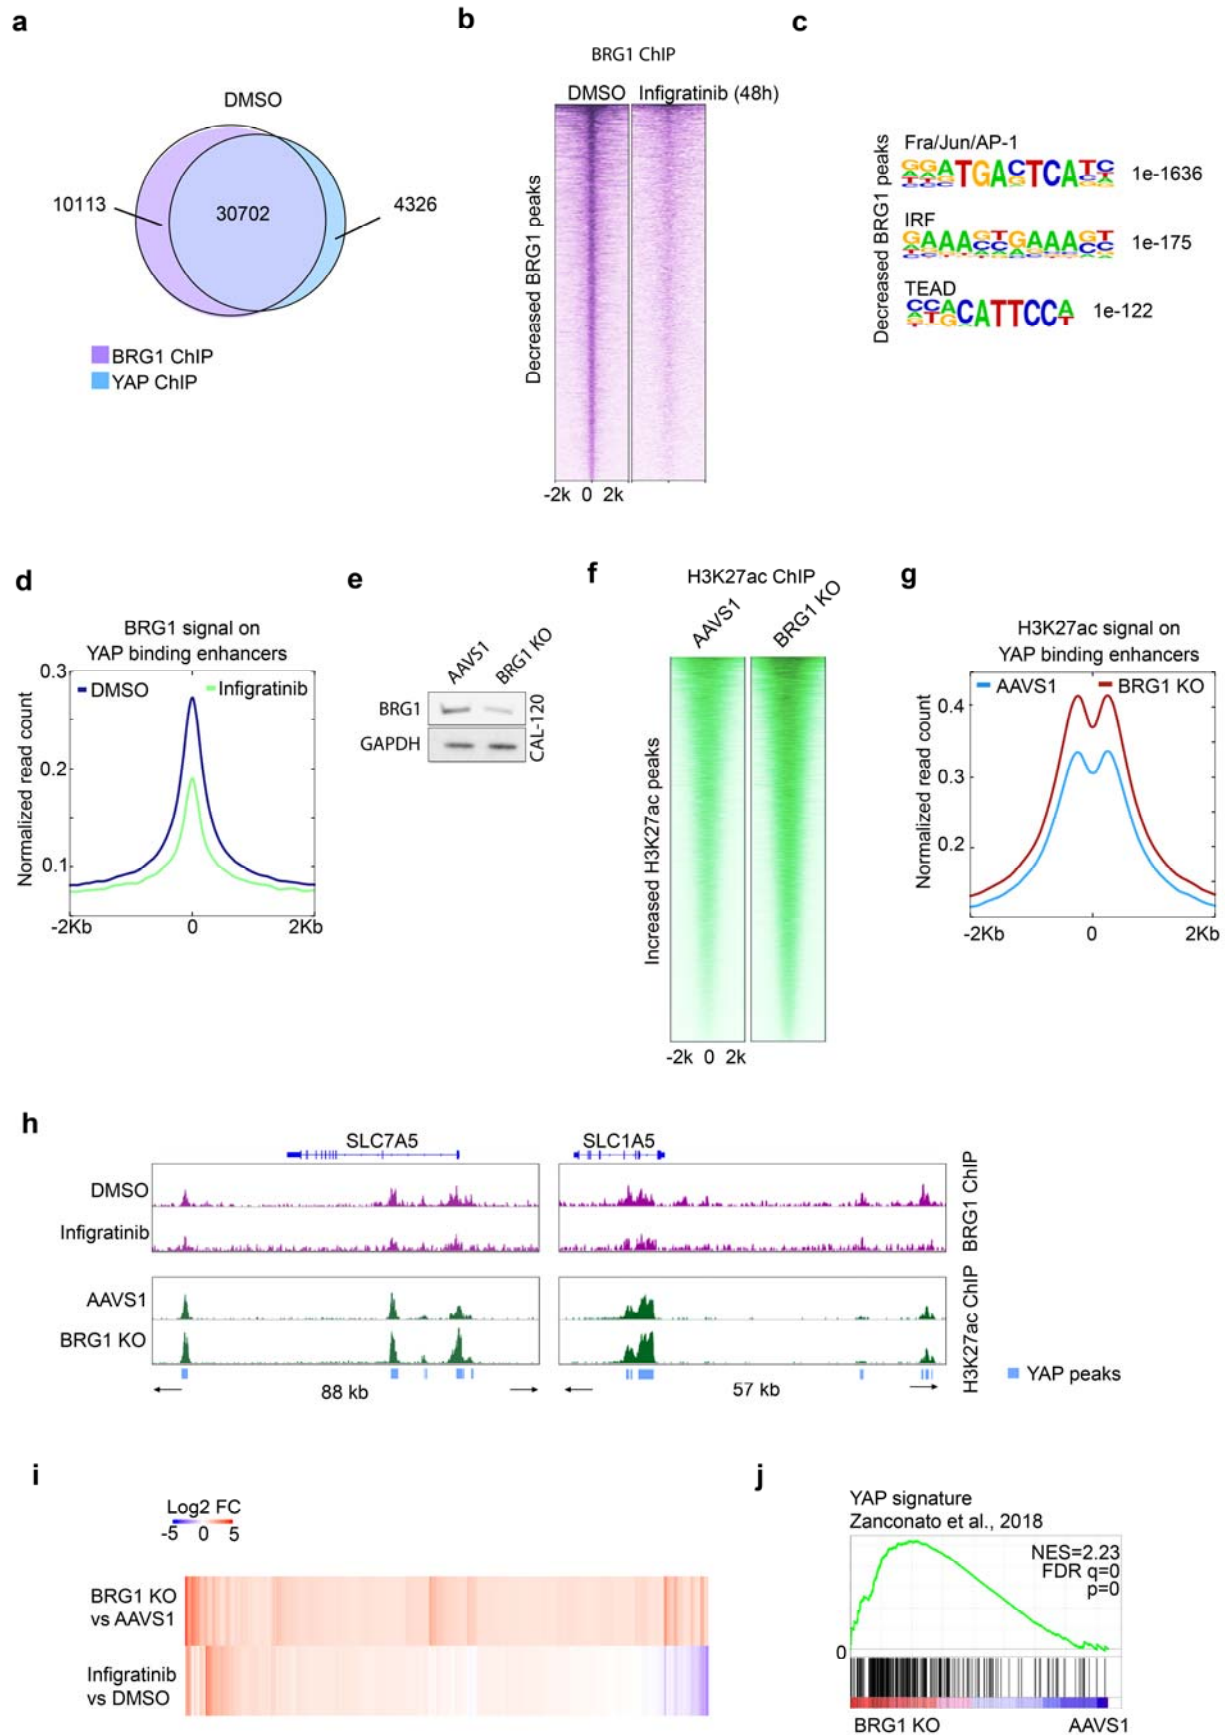 a
DMSO
10113
30702
4326
BRG1 ChIP
YAP ChIP
b
BRG1 ChIP
DMSO
Infigratinib (48h)
Decreased BRG1 peaks
-2k 0 2k
c
Decreased BRG1 peaks
Fra/Jun/AP-1
1e-1636
IRF
1e-175
TEAD
1e-122
d
BRG1 signal on
YAP binding enhancers
DMSO
Infigratinib
Normalized read count
0.3
0.2
0.1
-2Kb
0
2Kb
e
AAVS1
BRG1 KO
BRG1
GAPDH
CAL-120
f
H3K27ac ChIP
AAVS1
BRG1 KO
Increased H3K27ac peaks
-2k 0 2k
g
H3K27ac signal on
YAP binding enhancers
AAVS1
BRG1 KO
Normalized read count
0.4
0.3
0.2
-2Kb
0
2Kb
h
SLC7A5
SLC1A5
DMSO
Infigratinib
BRG1 ChIP
AAVS1
BRG1 KO
H3K27ac ChIP
YAP peaks
88 kb
57 kb
i
Log2 FC
-5 0 5
BRG1 KO
vs AAVS1
Infigratinib
vs DMSO
j
YAP signature
Zanconato et al., 2018
NES=2.23
FDR q=0
p=0
0
BRG1 KO
AAVS1